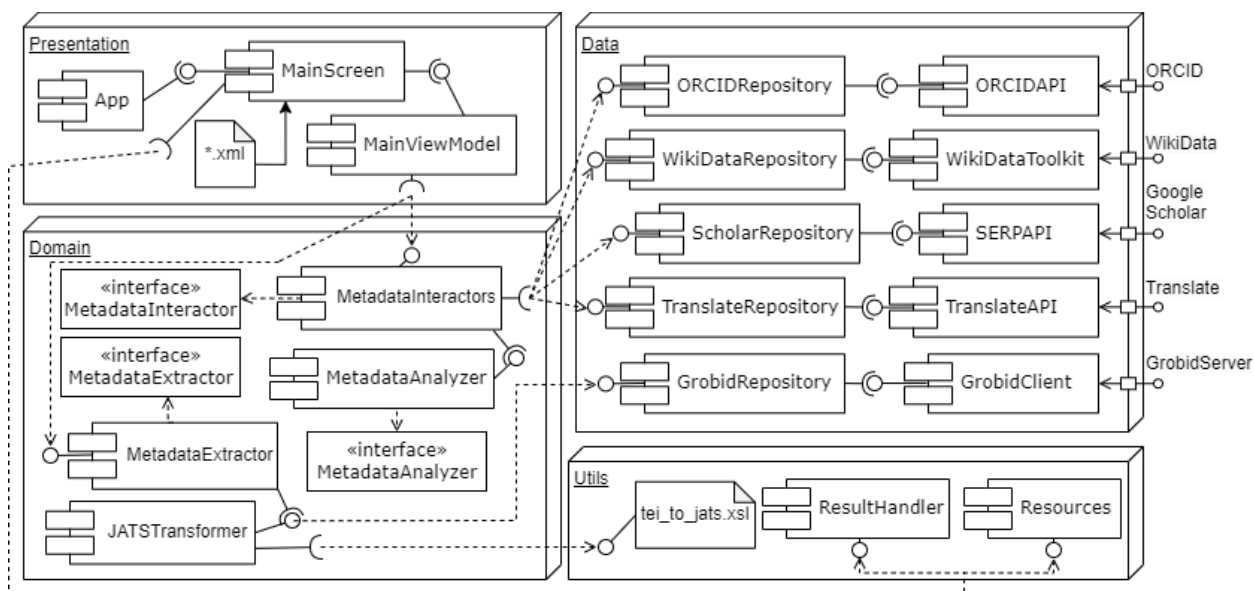 Presentation
App
MainScreen
*.xml
MainViewModel
Domain
«interface»
MetadataInteractor
MetadataInteractors
«interface»
MetadataExtractor
MetadataAnalyzer
«interface»
MetadataAnalyzer
MetadataExtractor
JATSTransformer
Data
ORCIDRepository
ORCIDAPI
ORCID
WikiDataRepository
WikiDataToolkit
WikiData
ScholarRepository
SERPAPI
Google
Scholar
TranslateRepository
TranslateAPI
Translate
GrobidRepository
GrobidClient
GrobidServer
Utils
tei_to_jats.xsl
ResultHandler
Resources